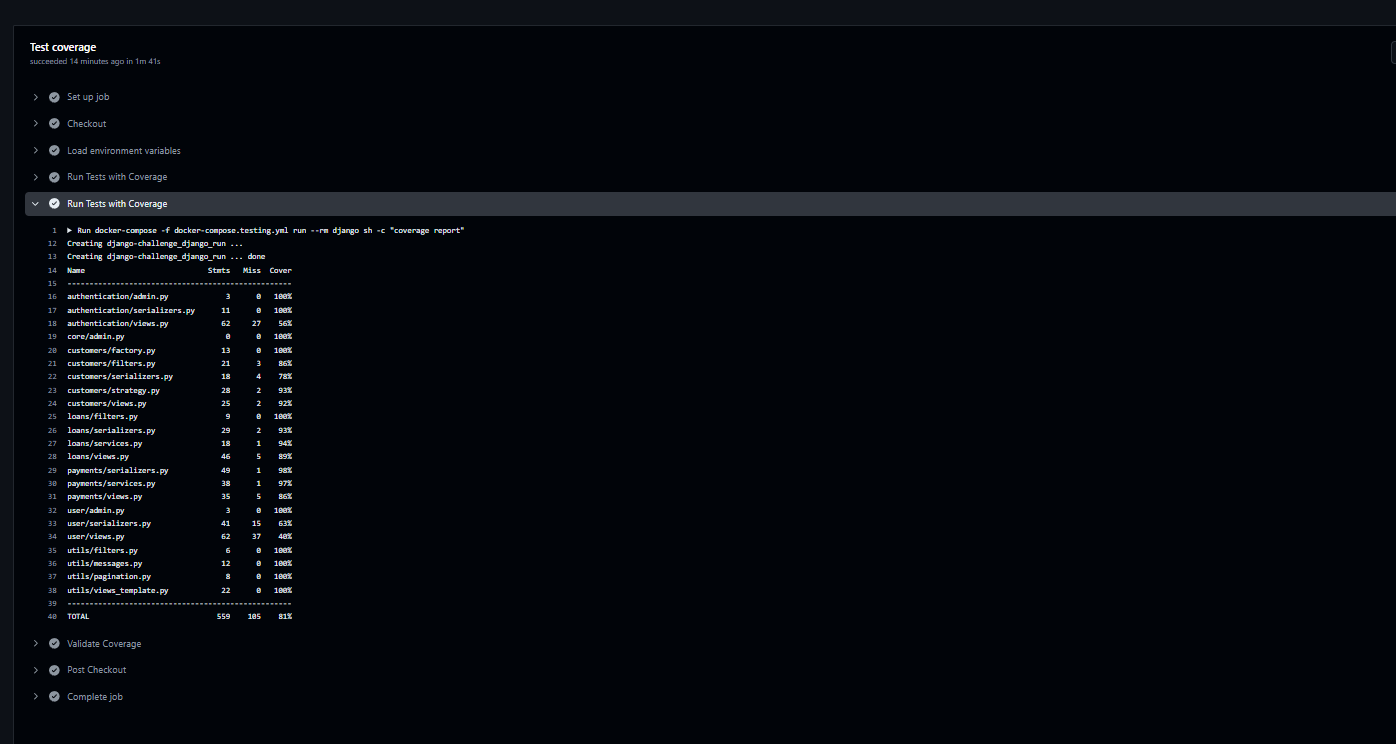 Test coverage
succeeded 14 minutes ago in 1m 41s
Set up job
Checkout
Load environment variables
Run Tests with Coverage
Run Tests with Coverage
1 Run docker-compose -f docker-compose.testing.yml run --rm django sh -c "coverage report"
12 Creating django-challenge_django_run ...
13 Creating django-challenge_django_run ... done
14 Name Stmts Miss Cover
15 ---------------------------------------------------
16 authentication/admin.py 3 0 100%
17 authentication/serializers.py 11 0 100%
18 authentication/views.py 62 27 56%
19 core/admin.py 0 0 100%
20 customers/factory.py 13 0 100%
21 customers/filters.py 21 3 86%
22 customers/serializers.py 18 4 78%
23 customers/strategy.py 28 2 93%
24 customers/views.py 25 2 92%
25 loans/filters.py 9 0 100%
26 loans/serializers.py 29 2 93%
27 loans/services.py 18 1 94%
28 loans/views.py 46 5 89%
29 payments/serializers.py 49 1 98%
30 payments/services.py 38 1 97%
31 payments/views.py 35 5 86%
32 user/admin.py 3 0 100%
33 user/serializers.py 41 15 63%
34 user/views.py 62 37 40%
35 utils/filters.py 6 0 100%
36 utils/messages.py 12 0 100%
37 utils/pagination.py 8 0 100%
38 utils/views_template.py 22 0 100%
39 ---------------------------------------------------
40 TOTAL 559 105 81%
Validate Coverage
Post Checkout
Complete job